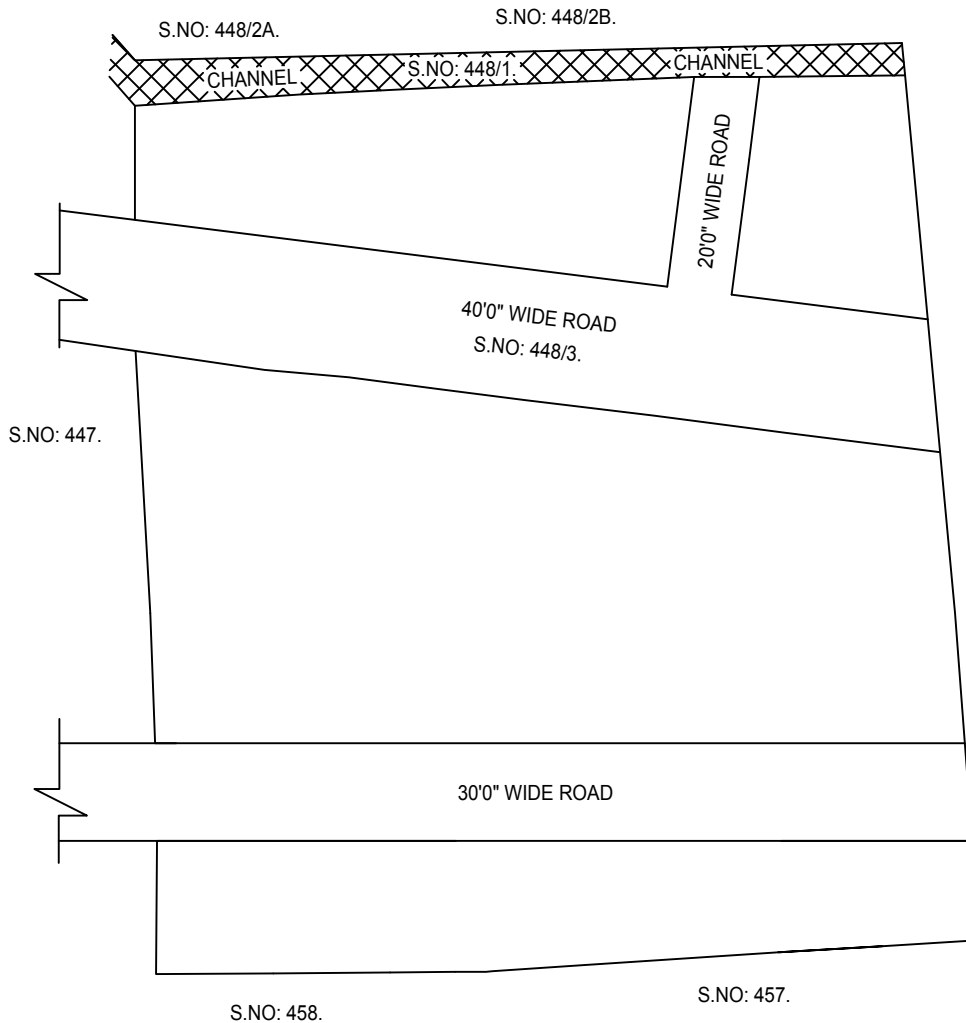 S.NO: 448/2A.
S.NO: 448/2B.
CHANNEL
S.NO: 448/1.
CHANNEL
20'0" WIDE ROAD
40'0" WIDE ROAD
S.NO: 448/3.
S.NO: 447.
30'0" WIDE ROAD
S.NO: 458.
S.NO: 457.